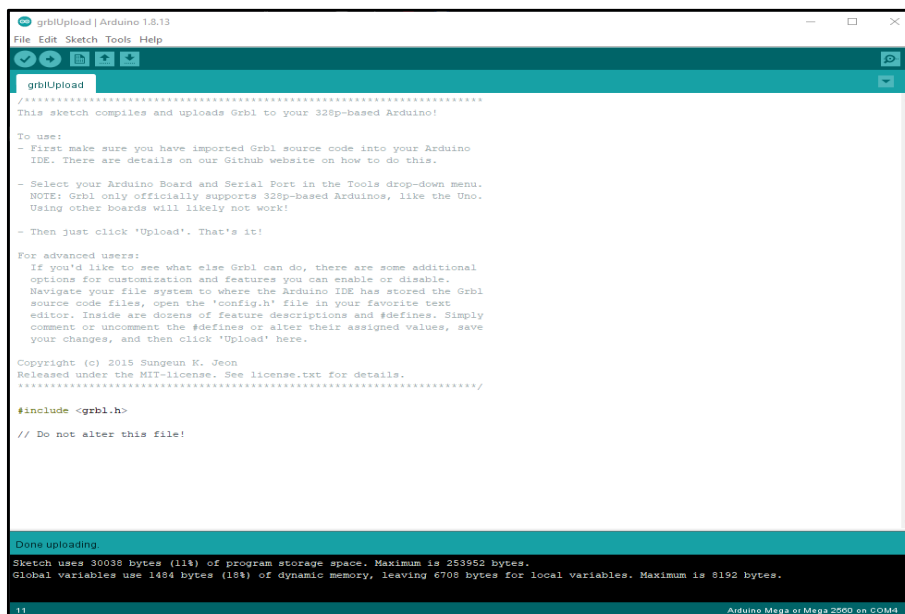 grblUpload | Arduino 1.8.13
File Edit Sketch Tools Help
grblUpload
/************************************************************************
This sketch compiles and uploads Grbl to your 328p-based Arduino!
To use:
- First make sure you have imported Grbl source code into your Arduino
IDE. There are details on our Github website on how to do this.
- Select your Arduino Board and Serial Port in the Tools drop-down menu.
NOTE: Grbl only officially supports 328p-based Arduinos, like the Uno.
Using other boards will likely not work!
- Then just click 'Upload'. That's it!
For advanced users:
If you'd like to see what else Grbl can do, there are some additional
options for customization and features you can enable or disable.
Navigate your file system to where the Arduino IDE has stored the Grbl
source code files, open the 'config.h' file in your favorite text
editor. Inside are dozens of feature descriptions and #defines. Simply
comment or uncomment the #defines or alter their assigned values, save
your changes, and then click 'Upload' here.
Copyright (c) 2015 Sungeun K. Jeon
Released under the MIT-license. See license.txt for details.
************************************************************************/
#include <grbl.h>
// Do not alter this file!
Done uploading.
Sketch uses 30038 bytes (11%) of program storage space. Maximum is 253952 bytes.
Global variables use 1484 bytes (18%) of dynamic memory, leaving 6708 bytes for local variables. Maximum is 8192 bytes.
11 Arduino Mega or Mega 2560 on COM4